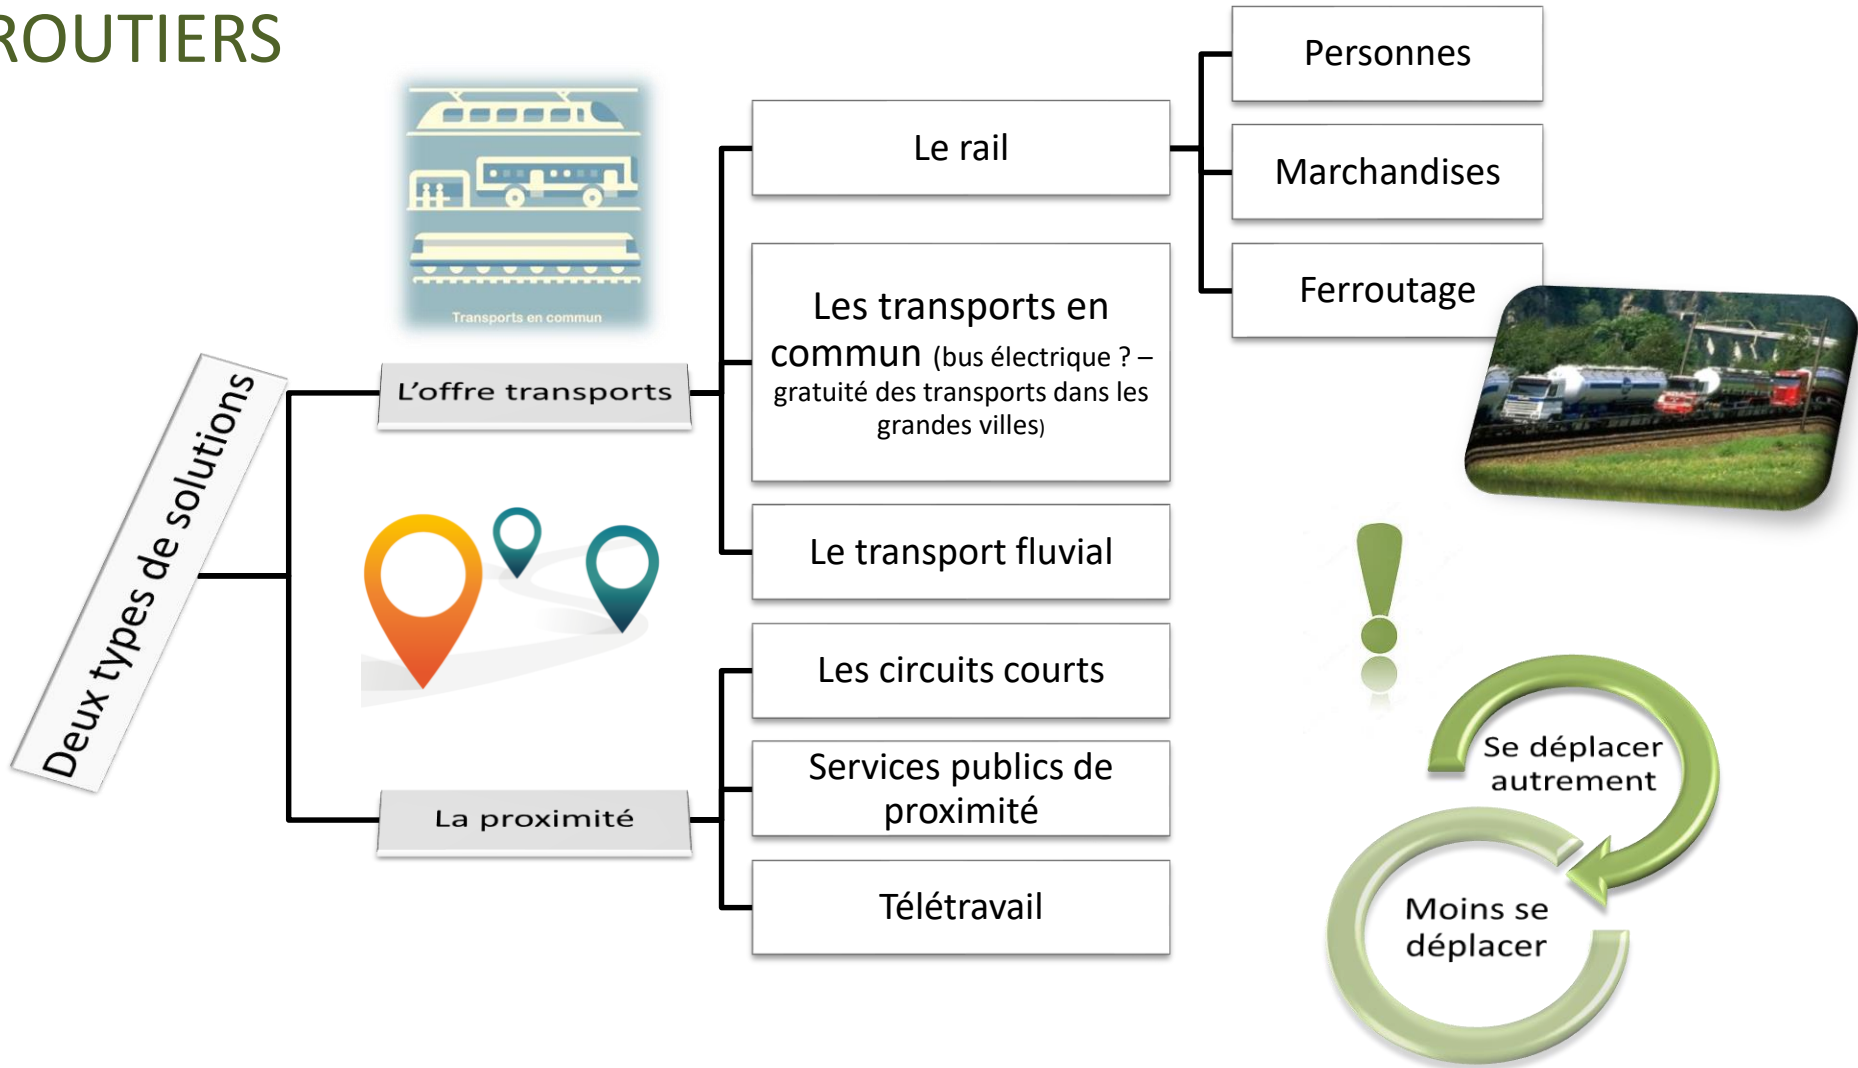 ROUTIERS
Transports en commun
Deux types de solutions
L'offre transports
Le rail
Personnes
Marchandises
Ferroutage
Les transports en
commun (bus électrique ? –
gratuité des transports dans les
grandes villes)
Le transport fluvial
La proximité
Les circuits courts
Services publics de
proximité
Télétravail
Se déplacer
autrement
Moins se
déplacer